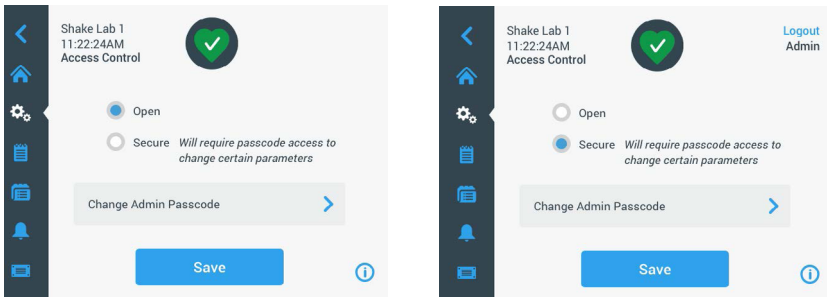 Shake Lab 1
11:22:24AM
Access Control
Open
Secure Will require passcode access to
change certain parameters
Change Admin Passcode
Save
Shake Lab 1
11:22:24AM
Access Control
Logout
Admin
Open
Secure Will require passcode access to
change certain parameters
Change Admin Passcode
Save